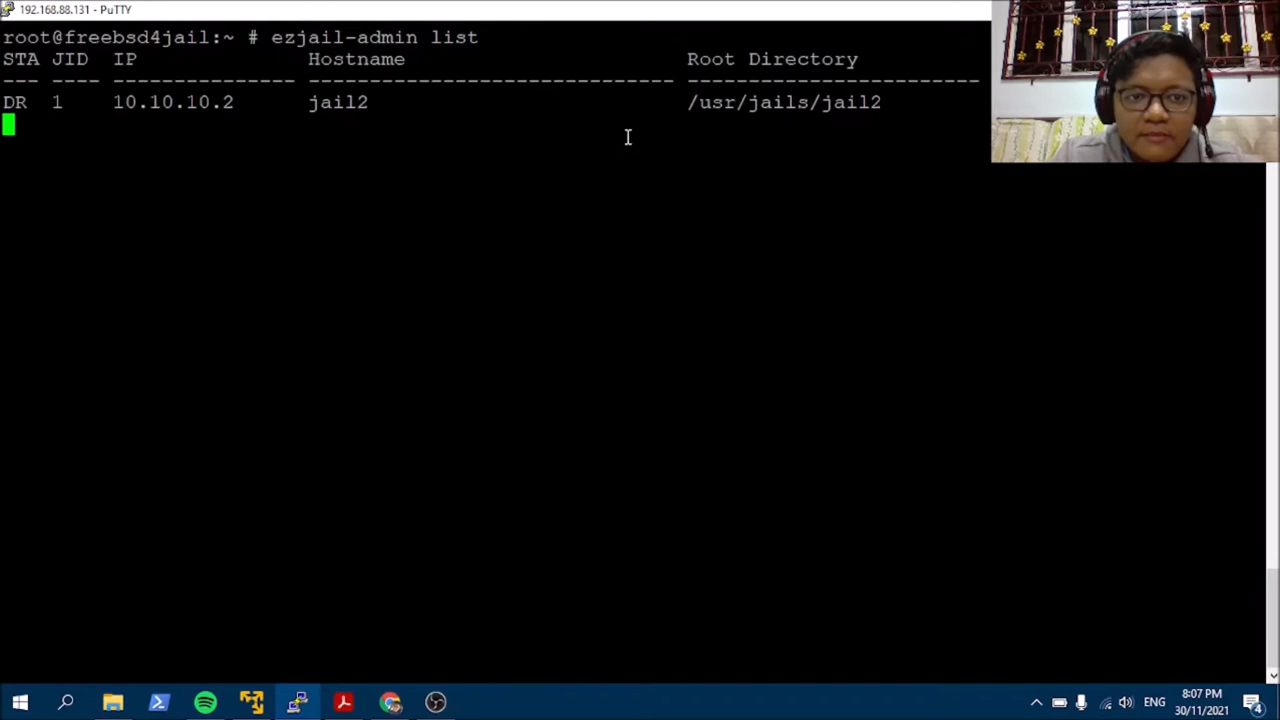 192.168.88.131 - PuTTY
root@freebsd4jail:~ # ezjail-admin list
STA JID  IP              Hostname                       Root Directory
--- ---- --------------- ------------------------------ ------------------------
DR  1    10.10.10.2      jail2                          /usr/jails/jail2
ENG
8:07 PM
30/11/2021
4